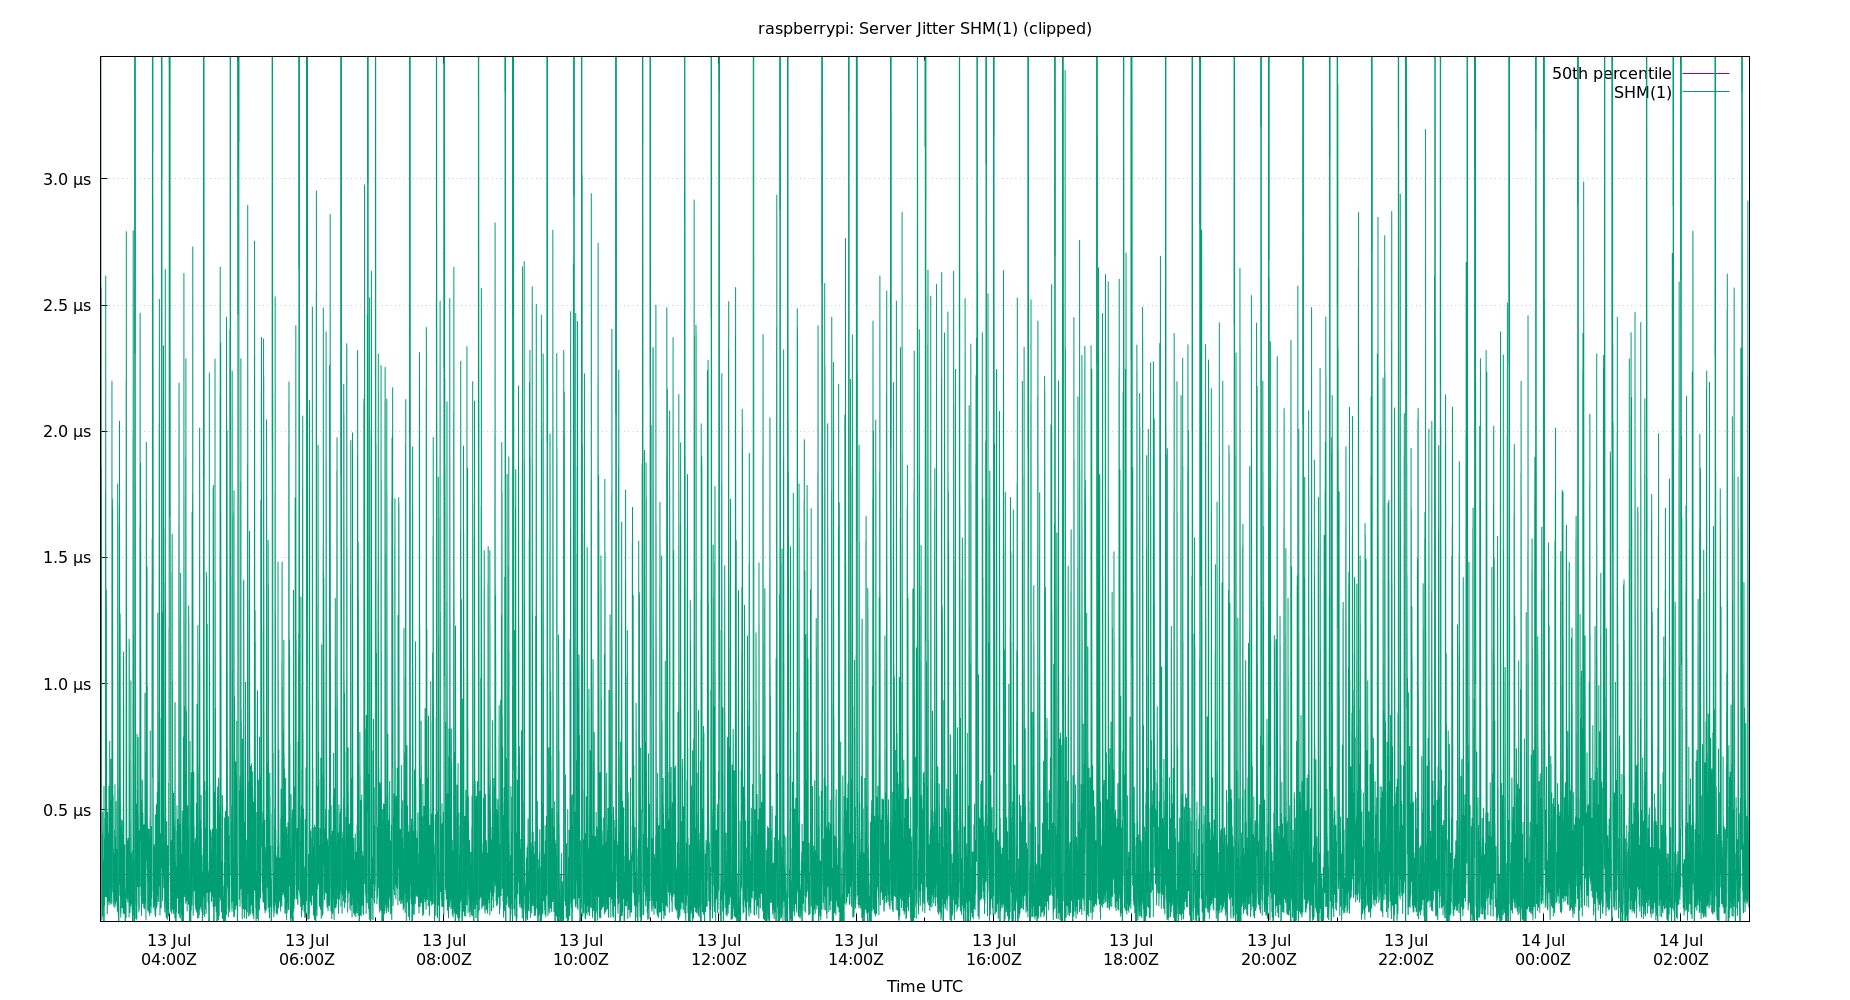 raspberrypi: Server Jitter SHM(1) (clipped)
50th percentile
SHM(1)
3.0 µs
2.5 µs
2.0 µs
1.5 µs
1.0 µs
0.5 µs
13 Jul 13 Jul 13 Jul 13 Jul 13 Jul 13 Jul 13 Jul 13 Jul 13 Jul 13 Jul 14 Jul 14 Jul
04:00Z 06:00Z 08:00Z 10:00Z 12:00Z 14:00Z 16:00Z 18:00Z 20:00Z 22:00Z 00:00Z 02:00Z
Time UTC